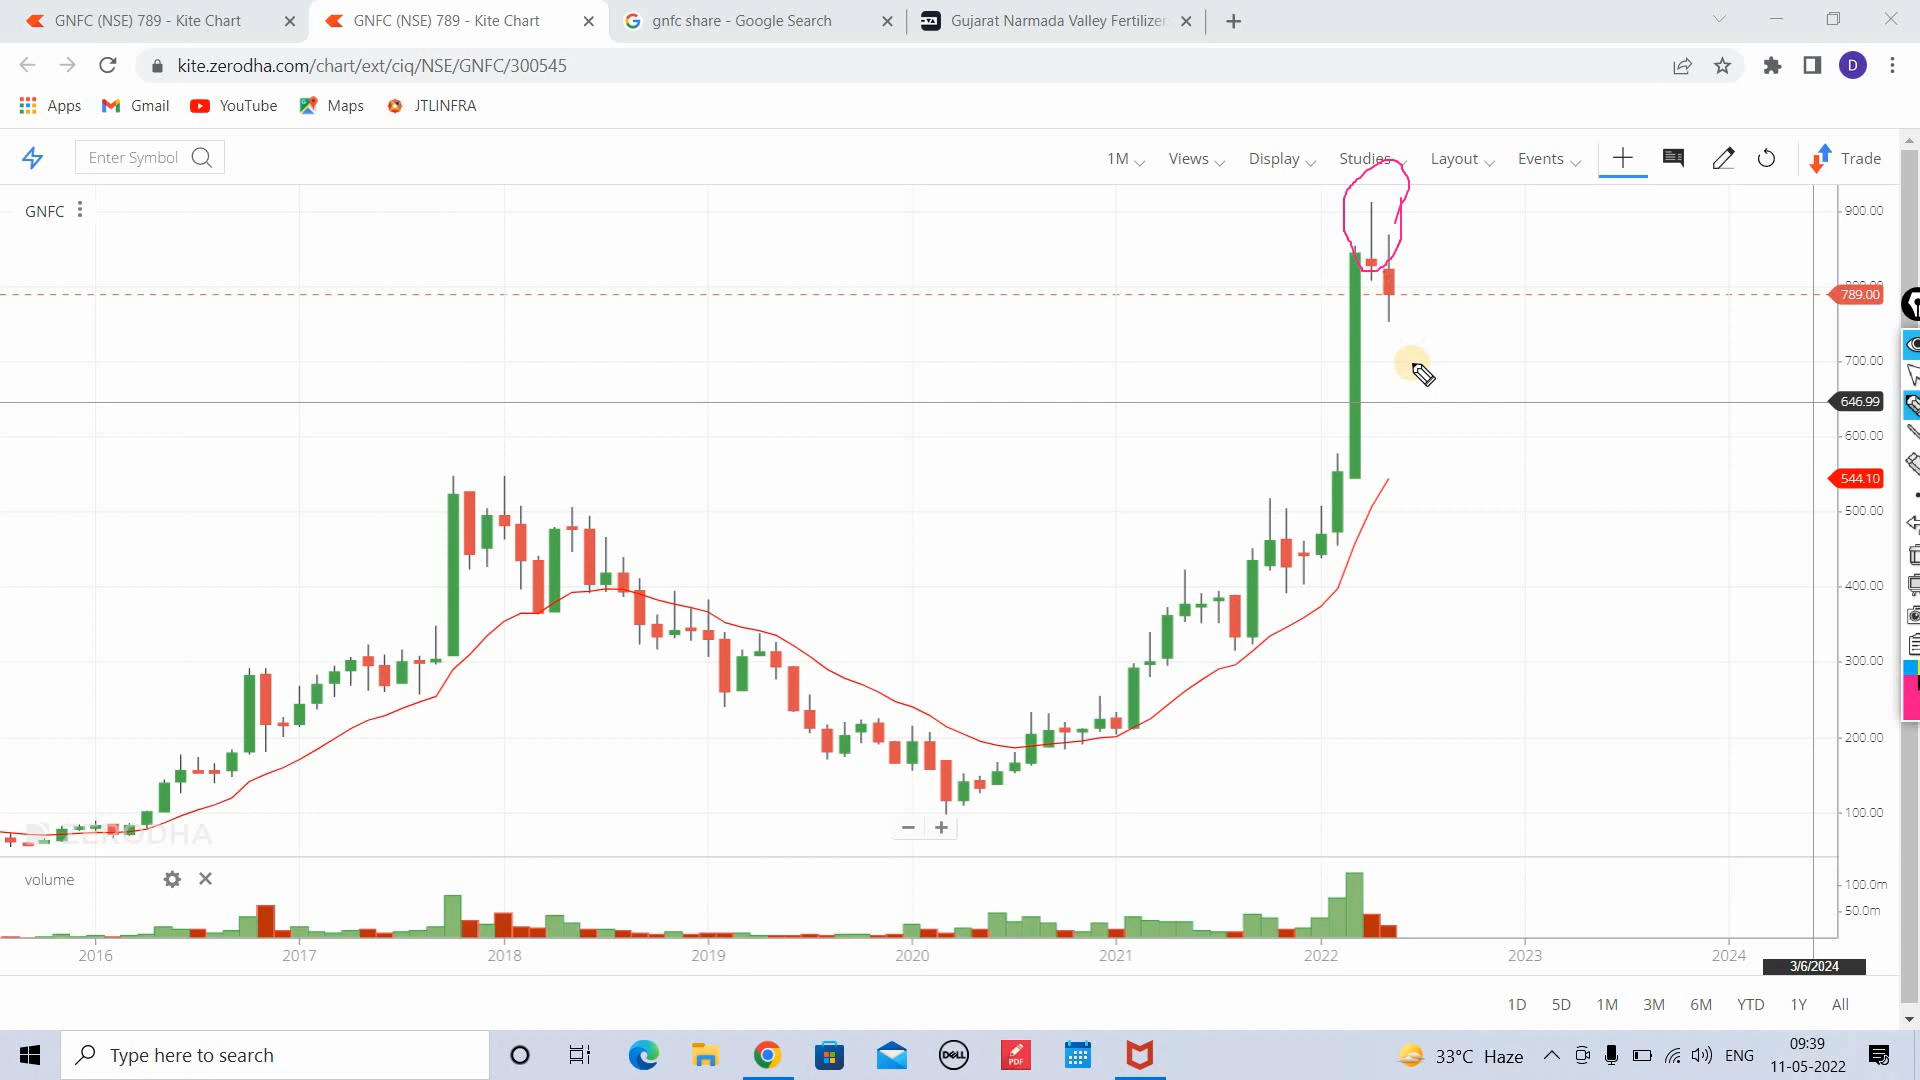 GNFC (NSE) 789 - Kite Chart
GNFC (NSE) 789 - Kite Chart
gnfc share - Google Search
Gujarat Narmada Valley Fertilizer
kite.zerodha.com/chart/ext/ciq/NSE/GNFC/300545
D
Apps
Gmail
YouTube
Maps
JTLINFRA
Enter Symbol
1M
Views
Display
Studies
Layout
Events
Trade
GNFC
900.00
789.00
700.00
646.99
600.00
544.10
500.00
400.00
300.00
200.00
100.00
ZERODHA
volume
100.0m
50.0m
2016
2017
2018
2019
2020
2021
2022
2023
2024
3/6/2024
1D
5D
1M
3M
6M
YTD
1Y
All
Type here to search
DELL
PDF
33°C Haze
ENG
09:39
11-05-2022